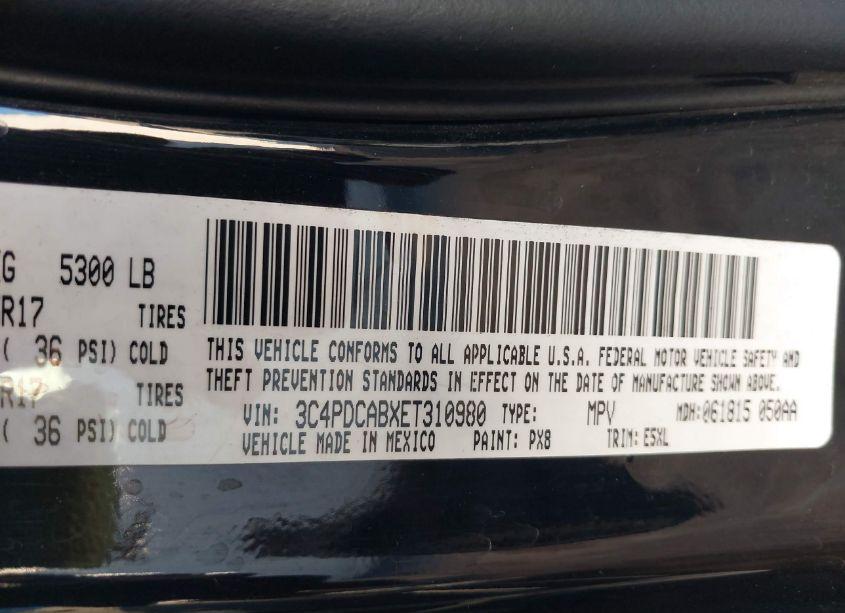 G 5300 LB
R17 TIRES
( 36 PSI) COLD
R17 TIRES
( 36 PSI) COLD
THIS VEHICLE CONFORMS TO ALL APPLICABLE U.S.A. FEDERAL MOTOR VEHICLE SAFETY AND
THEFT PREVENTION STANDARDS IN EFFECT ON THE DATE OF MANUFACTURE SHOWN ABOVE.
VIN: 3C4PDCABXET310980 TYPE: MPV MDH:061815 050AA
VEHICLE MADE IN MEXICO PAINT: PX8 TRIM: E5XL